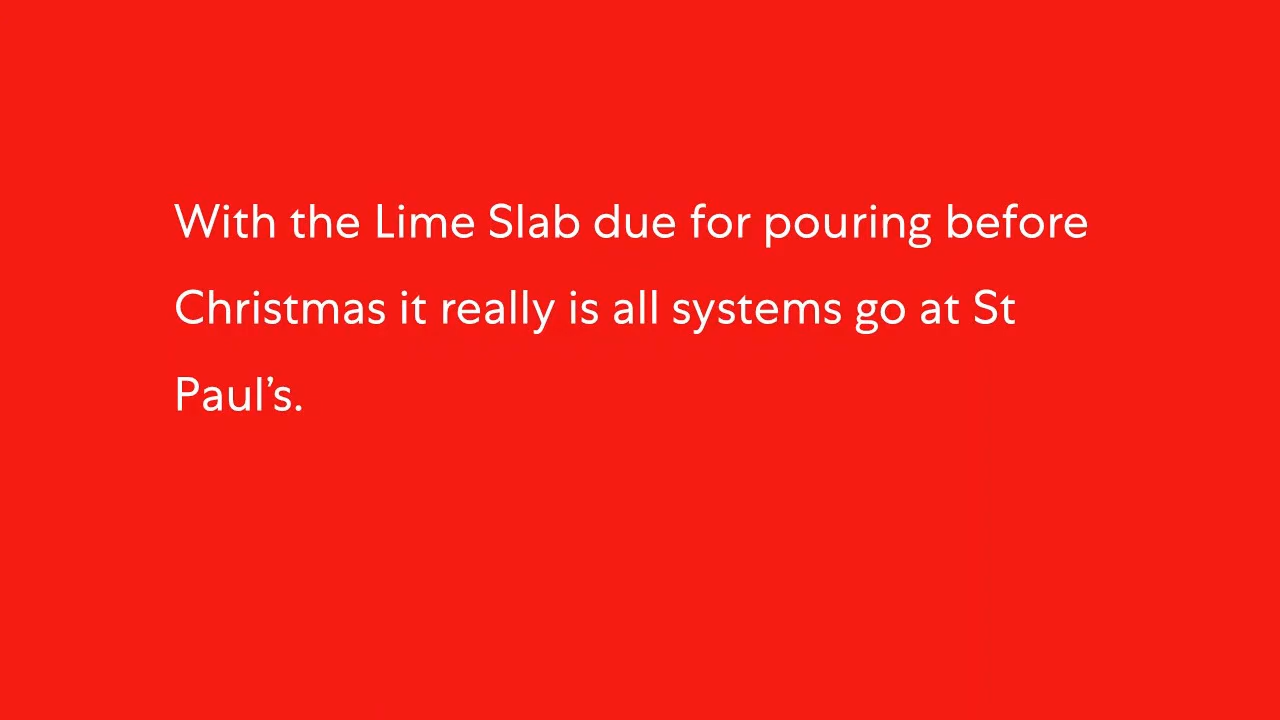 With the Lime Slab due for pouring before
Christmas it really is all systems go at St
Paul’s.